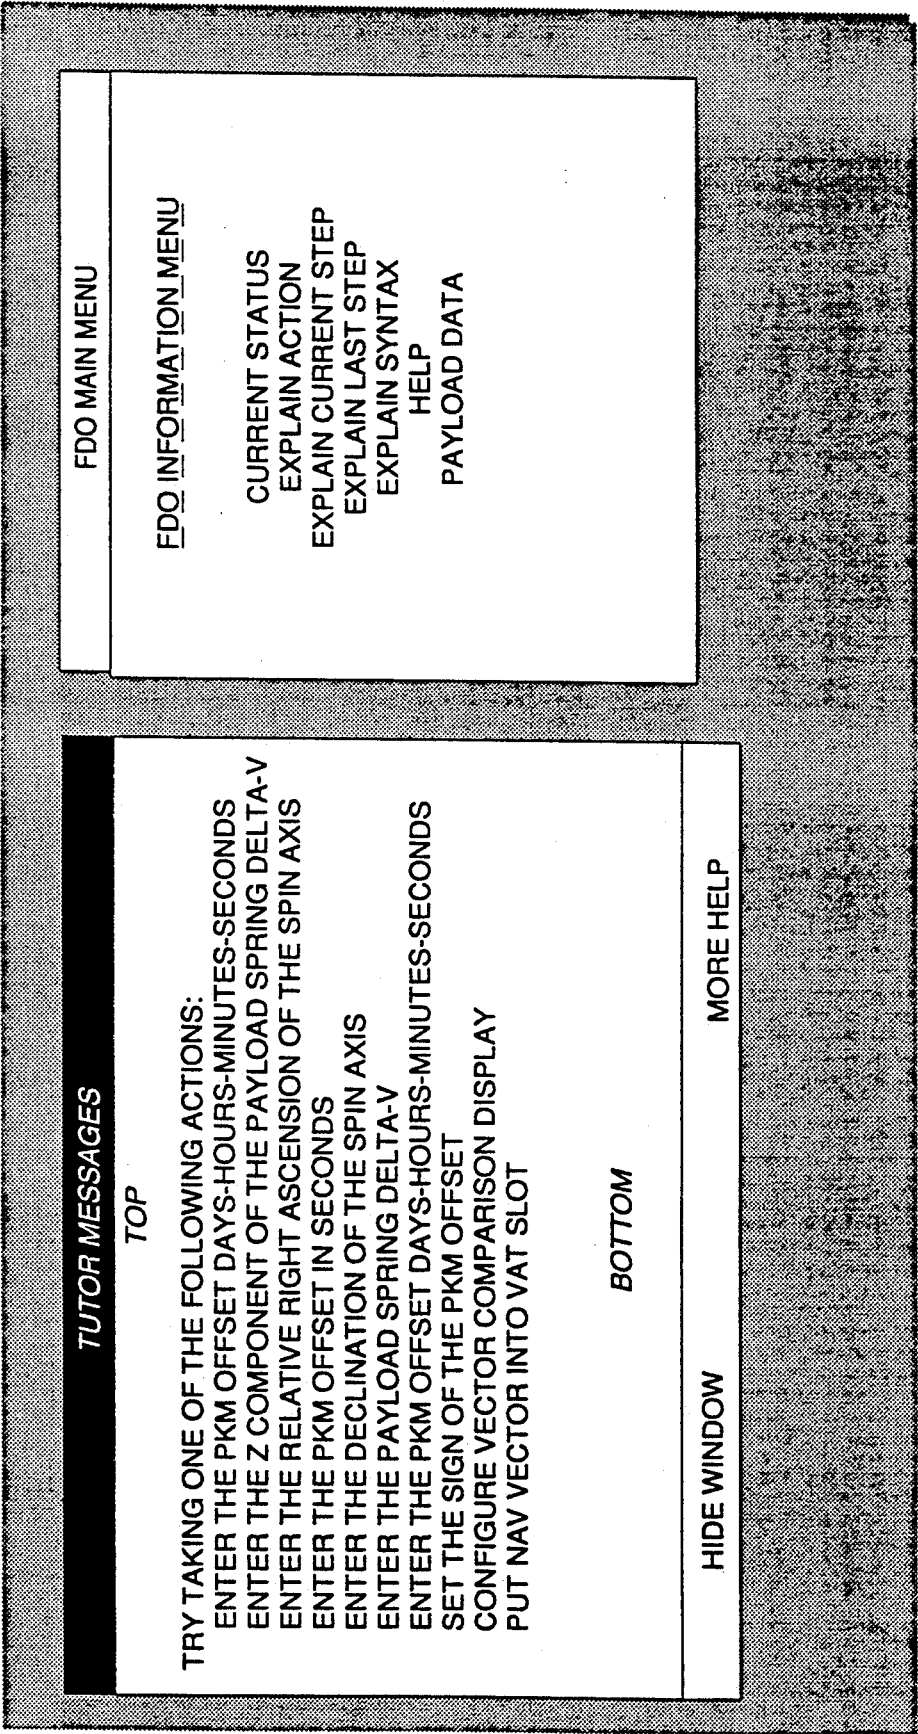 TUTOR MESSAGES
TOP
TRY TAKING ONE OF THE FOLLOWING ACTIONS:
ENTER THE PKM OFFSET DAYS-HOURS-MINUTES-SECONDS
ENTER THE Z COMPONENT OF THE PAYLOAD SPRING DELTA-V
ENTER THE RELATIVE RIGHT ASCENSION OF THE SPIN AXIS
ENTER THE PKM OFFSET IN SECONDS
ENTER THE DECLINATION OF THE SPIN AXIS
ENTER THE PAYLOAD SPRING DELTA-V
ENTER THE PKM OFFSET DAYS-HOURS-MINUTES-SECONDS
SET THE SIGN OF THE PKM OFFSET
CONFIGURE VECTOR COMPARISON DISPLAY
PUT NAV VECTOR INTO VAT SLOT
BOTTOM
HIDE WINDOW
MORE HELP
FDO MAIN MENU
FDO INFORMATION MENU
CURRENT STATUS
EXPLAIN ACTION
EXPLAIN CURRENT STEP
EXPLAIN LAST STEP
EXPLAIN SYNTAX
HELP
PAYLOAD DATA